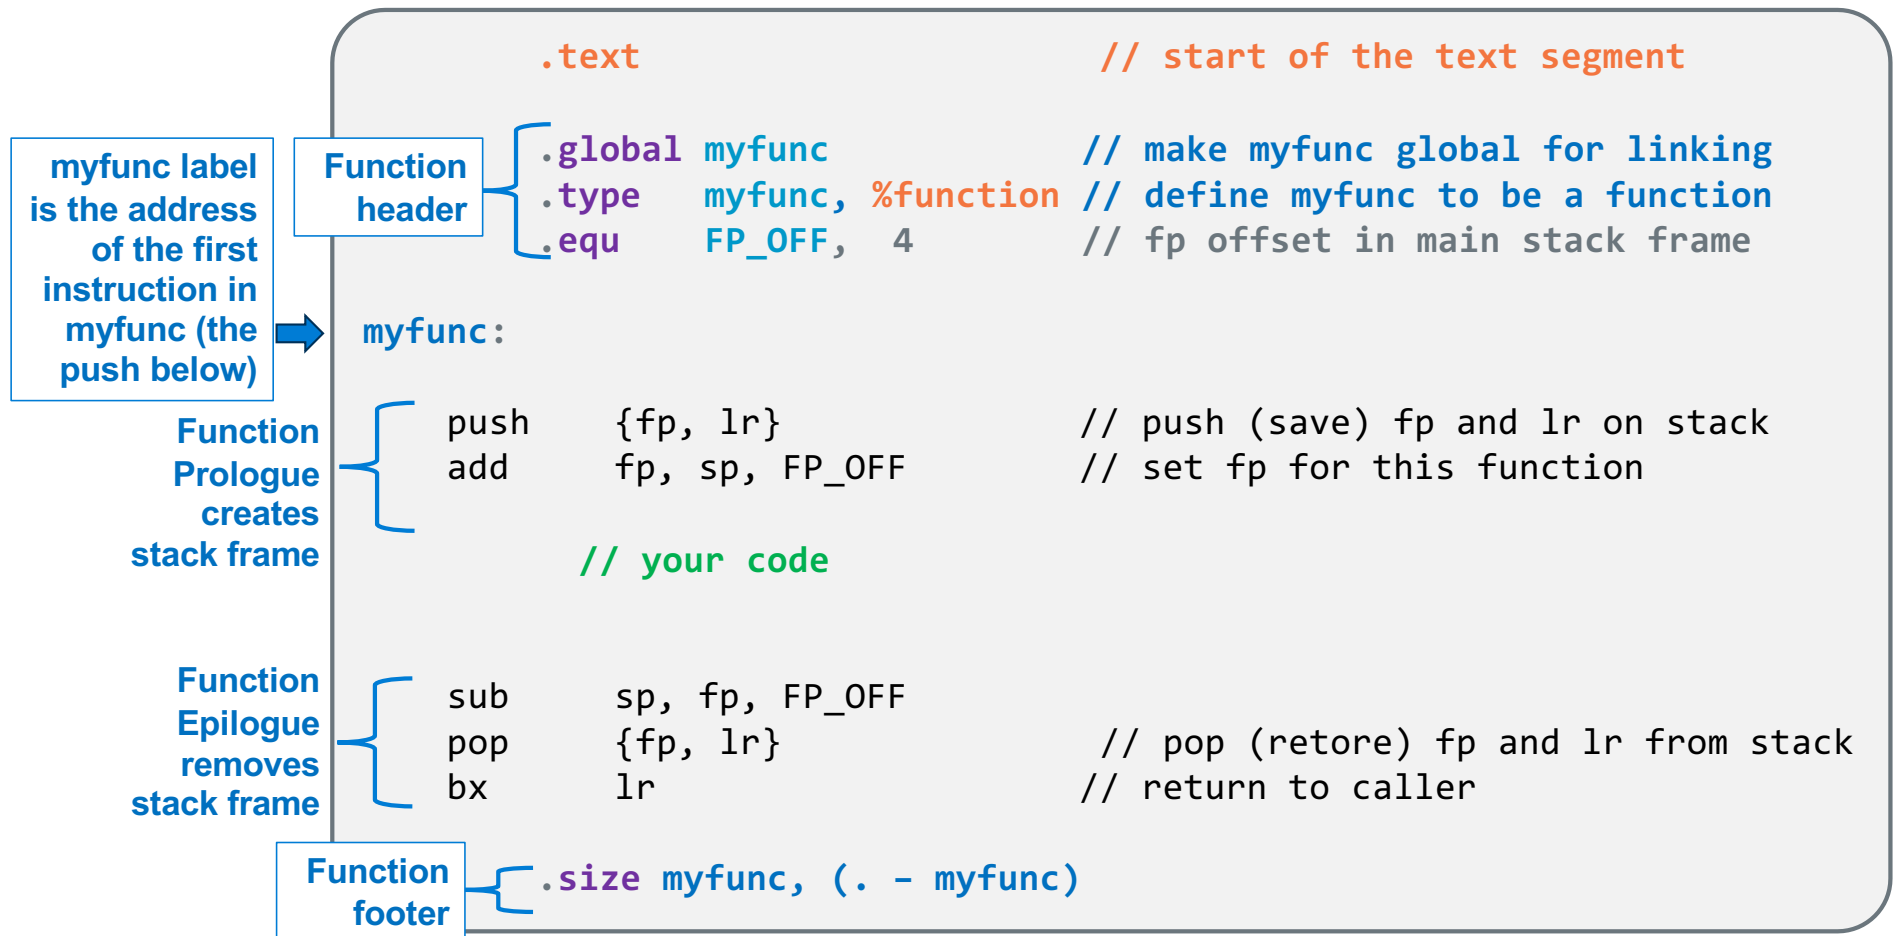 .text // start of the text segment
.global myfunc // make myfunc global for linking
.type myfunc, %function // define myfunc to be a function
.equ FP_OFF, 4 // fp offset in main stack frame
Function
header
myfunc label
is the address
of the first
instruction in
myfunc (the
push below)
myfunc:
Function
Prologue
creates
stack frame
push {fp, lr} // push (save) fp and lr on stack
add fp, sp, FP_OFF // set fp for this function
// your code
Function
Epilogue
removes
stack frame
sub sp, fp, FP_OFF
pop {fp, lr} // pop (retore) fp and lr from stack
bx lr // return to caller
Function
footer
.size myfunc, (. – myfunc)